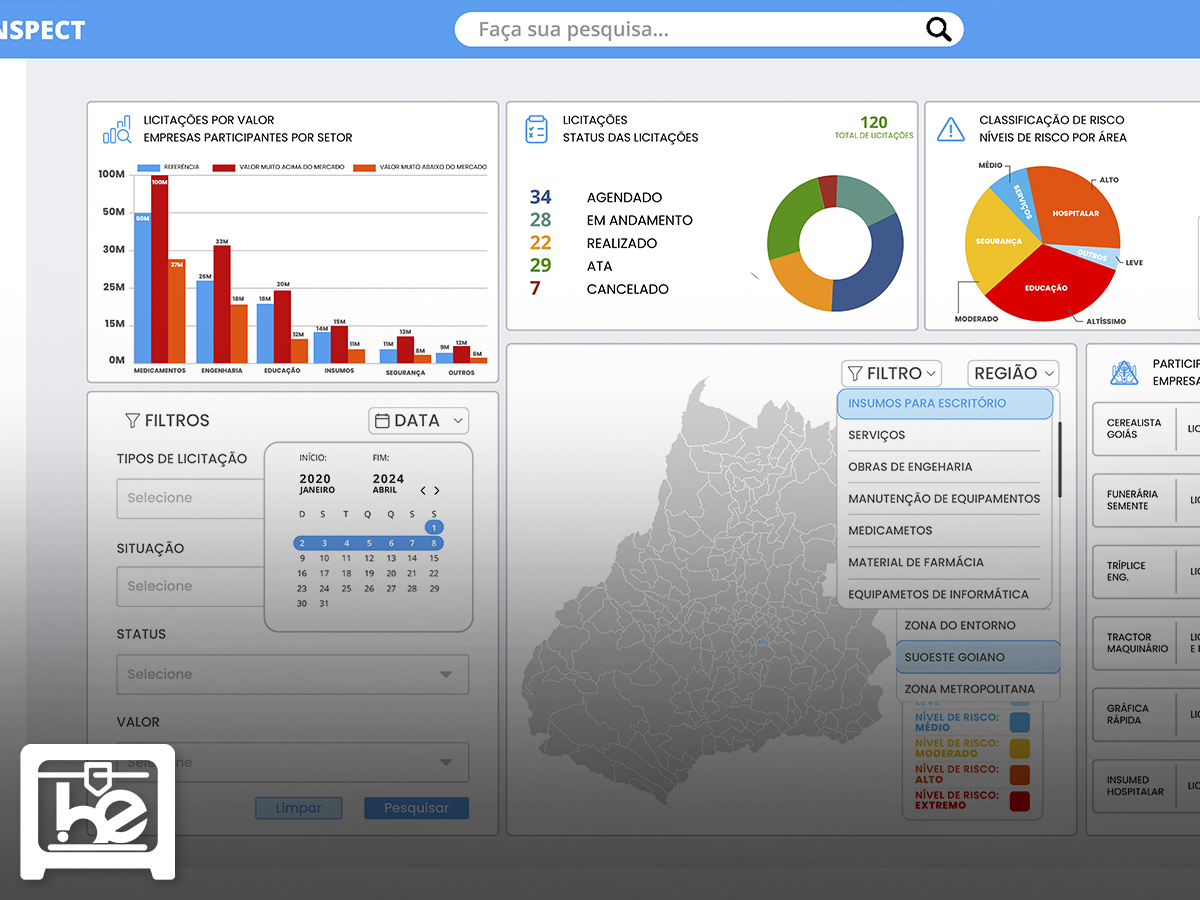 NSPECT
Faça sua pesquisa...
LICITAÇÕES POR VALOR
EMPRESAS PARTICIPANTES POR SETOR
REFERÊNCIA
VALOR MUITO ACIMA DO MERCADO
VALOR MUITO ABAIXO DO MERCADO
100M
50M
30M
25M
15M
0M
50M
100M
27M
26M
33M
18M
18M
20M
12M
14M
15M
11M
11M
13M
8M
9M
12M
6M
MEDICAMENTOS
ENGENHARIA
EDUCAÇÃO
INSUMOS
SEGURANÇA
OUTROS
LICITAÇÕES
STATUS DAS LICITAÇÕES
120
TOTAL DE LICITAÇÕES
34 AGENDADO
28 EM ANDAMENTO
22 REALIZADO
29 ATA
7 CANCELADO
CLASSIFICAÇÃO DE RISCO
NÍVEIS DE RISCO POR ÁREA
MÉDIO
ALTO
SERVIÇOS
HOSPITALAR
SEGURANÇA
OUTROS
LEVE
EDUCAÇÃO
MODERADO
ALTÍSSIMO
FILTROS
DATA
TIPOS DE LICITAÇÃO
Selecione
SITUAÇÃO
Selecione
STATUS
Selecione
VALOR
Selecione
Limpar
Pesquisar
INÍCIO:
FIM:
2020
JANEIRO
2024
ABRIL
D S T Q Q S S
1
2 3 4 5 6 7 8
9 10 11 12 13 14 15
16 17 18 19 20 21 22
23 24 25 26 27 28 29
30 31
FILTRO
REGIÃO
INSUMOS PARA ESCRITÓRIO
SERVIÇOS
OBRAS DE ENGEHARIA
MANUTENÇÃO DE EQUIPAMENTOS
MEDICAMETOS
MATERIAL DE FARMÁCIA
EQUIPAMETOS DE INFORMÁTICA
ZONA DO ENTORNO
SUOESTE GOIANO
ZONA METROPOLITANA
LEVE
NÍVEL DE RISCO:
MÉDIO
NÍVEL DE RISCO:
MODERADO
NÍVEL DE RISCO:
ALTO
NÍVEL DE RISCO:
EXTREMO
PARTICIP
EMPRESA
CEREALISTA
GOIÁS
LIC
FUNERÁRIA
SEMENTE
LIC
TRÍPLICE
ENG.
LIC
TRACTOR
MAQUINÁRIO
LIC
E F
GRÁFICA
RÁPIDA
LIC
INSUMED
HOSPITALAR
LIC
he